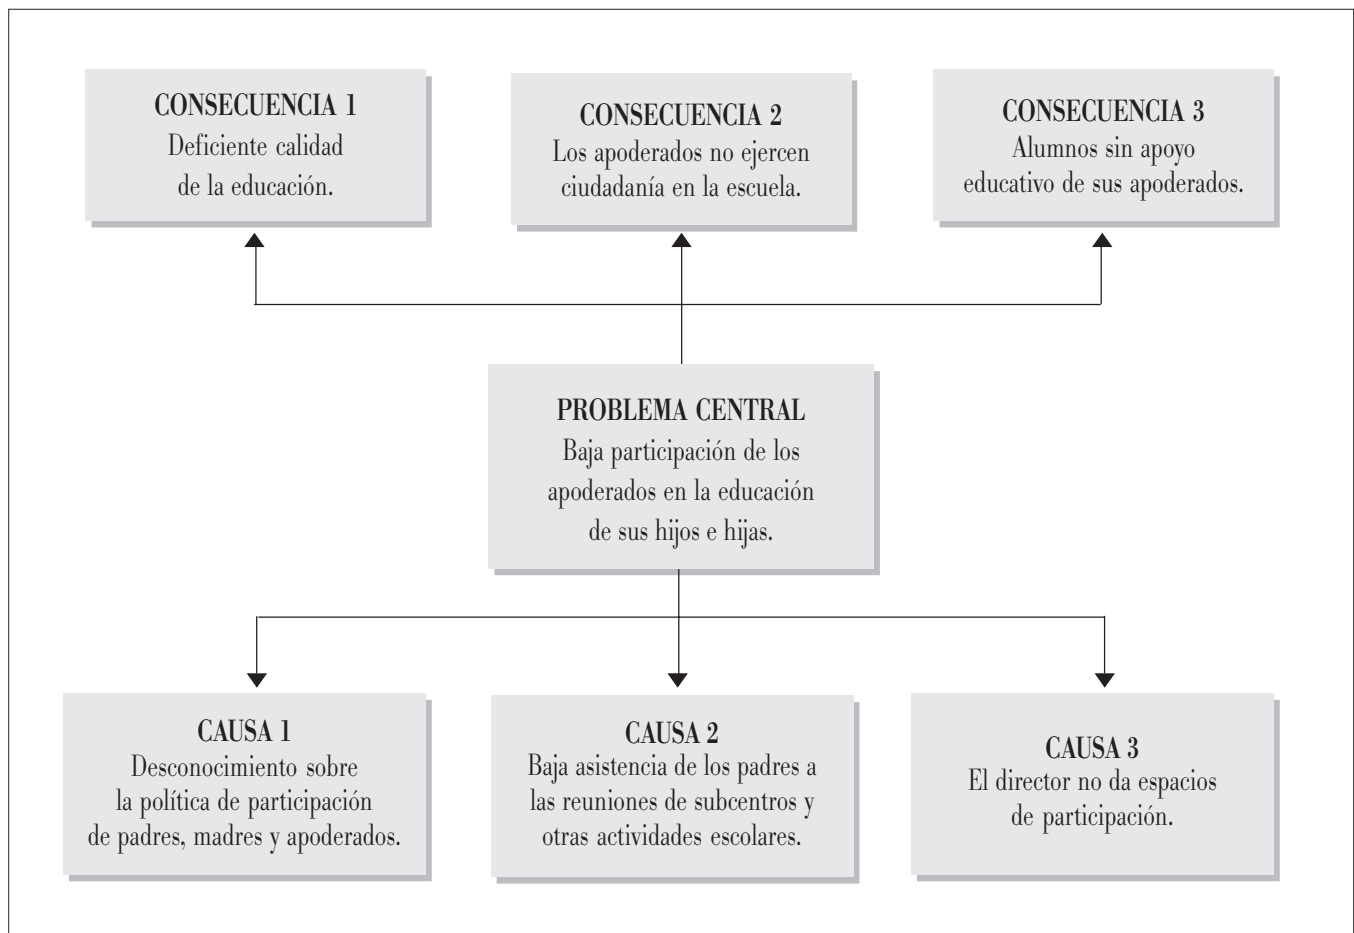 CONSECUENCIA 1
Deficiente calidad
de la educación.
CONSECUENCIA 2
Los apoderados no ejercen
ciudadanía en la escuela.
CONSECUENCIA 3
Alumnos sin apoyo
educativo de sus apoderados.
PROBLEMA CENTRAL
Baja participación de los
apoderados en la educación
de sus hijos e hijas.
CAUSA 1
Desconocimiento sobre
la política de participación
de padres, madres y apoderados.
CAUSA 2
Baja asistencia de los padres a
las reuniones de subcentros y
otras actividades escolares.
CAUSA 3
El director no da espacios
de participación.